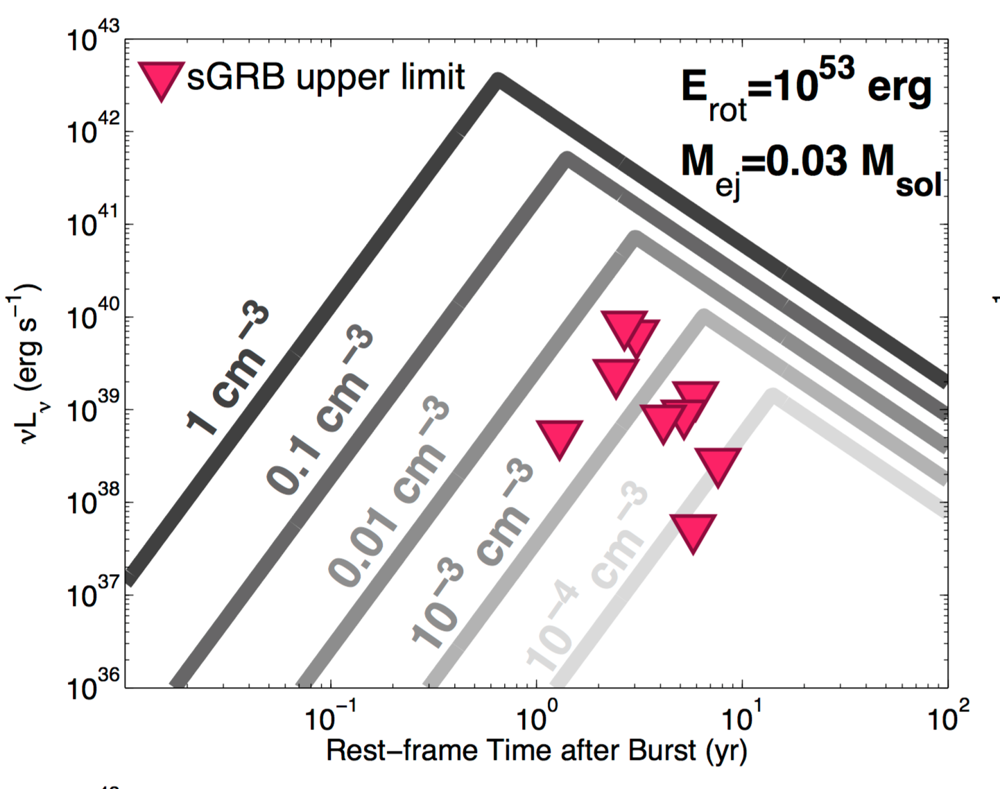 10^43
sGRB upper limit
E_rot=10^53 erg
M_ej=0.03 M_sol
10^42
10^41
10^40
10^39
10^38
10^37
10^36
νL_ν (erg s^−1)
1 cm^−3
0.1 cm^−3
0.01 cm^−3
10^−3 cm^−3
10^−4 cm^−3
10^−1
10^0
10^1
10^2
Rest−frame Time after Burst (yr)